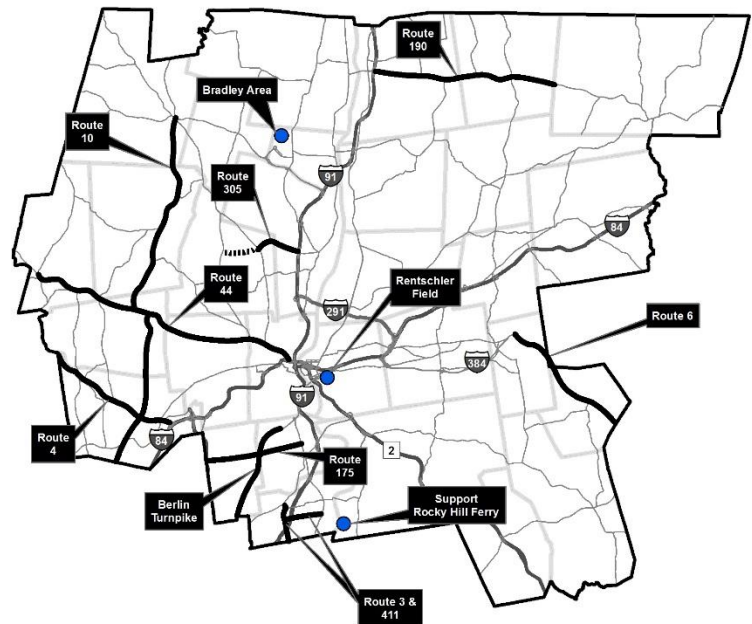 Route
190
Bradley Area
Route
10
91
Route
305
84
Route
44
Rentschler
Field
291
Route 6
384
91
Route
4
84
2
Route
175
Berlin
Turnpike
Support
Rocky Hill Ferry
Route 3 &
411